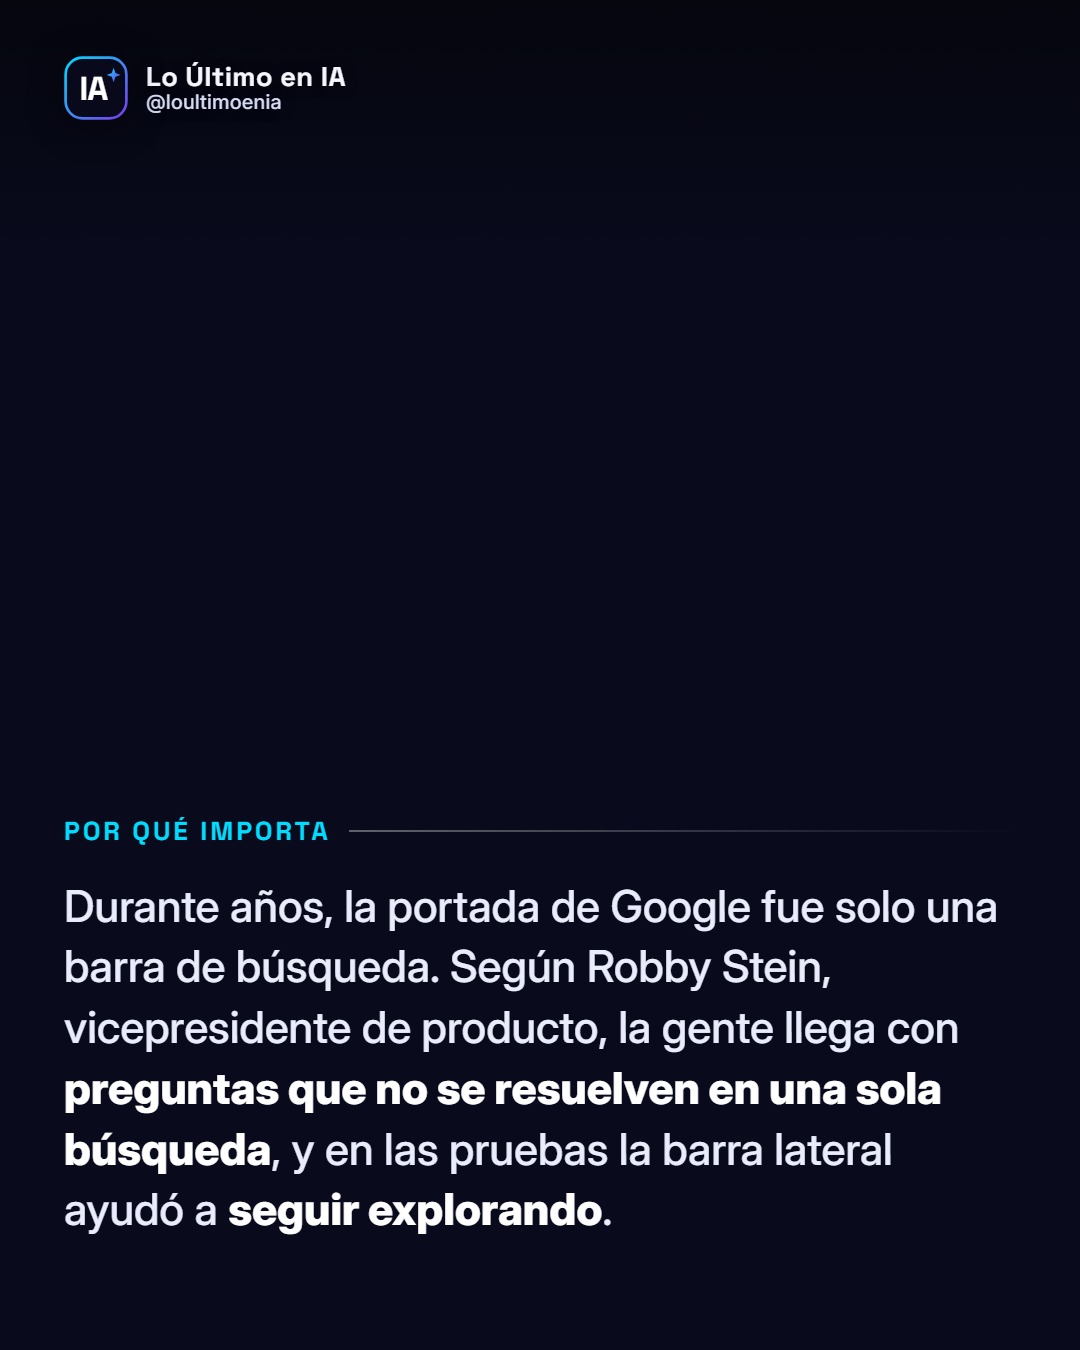 IA
Lo Último en IA
@loultimoenia
POR QUÉ IMPORTA
Durante años, la portada de Google fue solo una
barra de búsqueda. Según Robby Stein,
vicepresidente de producto, la gente llega con
preguntas que no se resuelven en una sola
búsqueda, y en las pruebas la barra lateral
ayudó a seguir explorando.